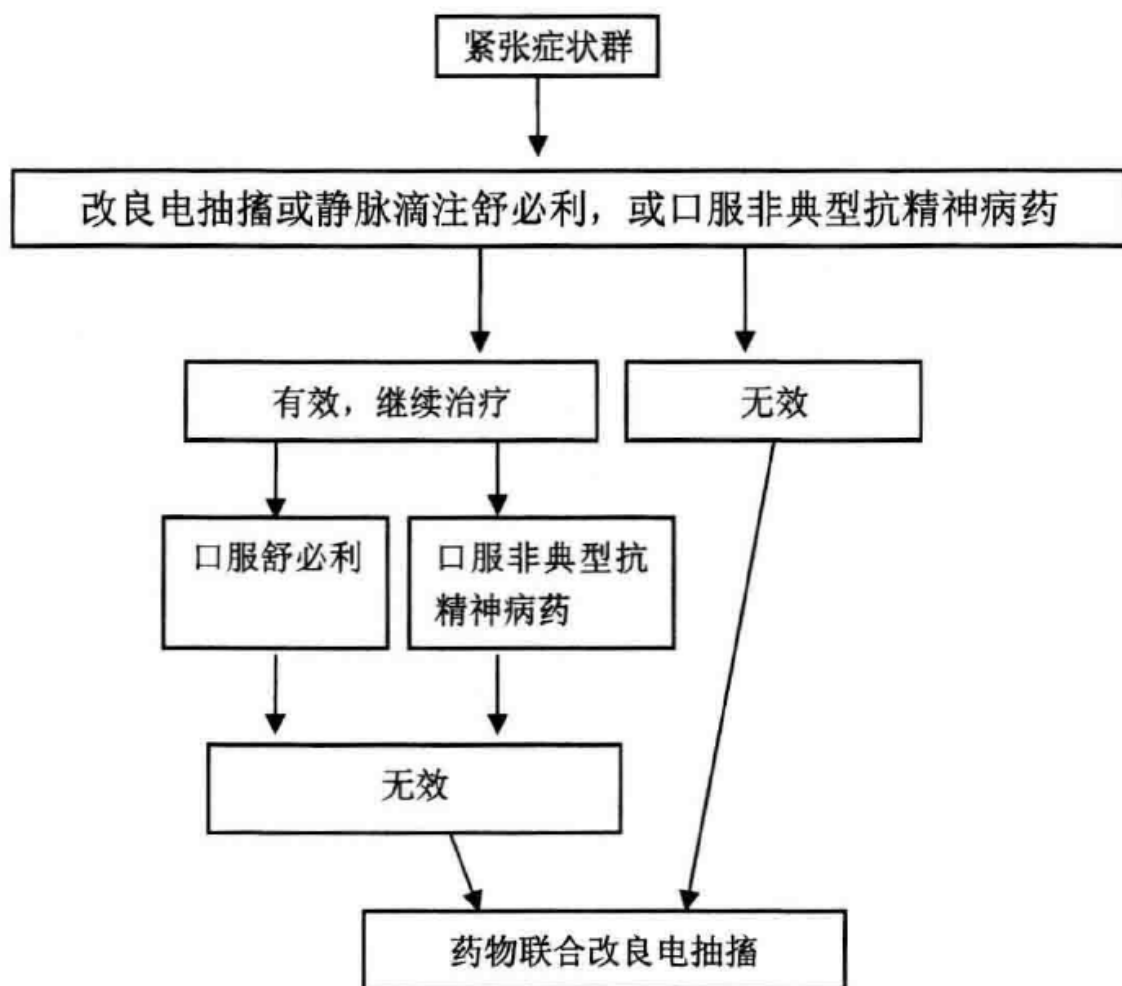 紧张症状群
改良电抽搐或静脉滴注舒必利，或口服非典型抗精神病药
有效，继续治疗
无效
口服舒必利
口服非典型抗
精神病药
无效
药物联合改良电抽搐